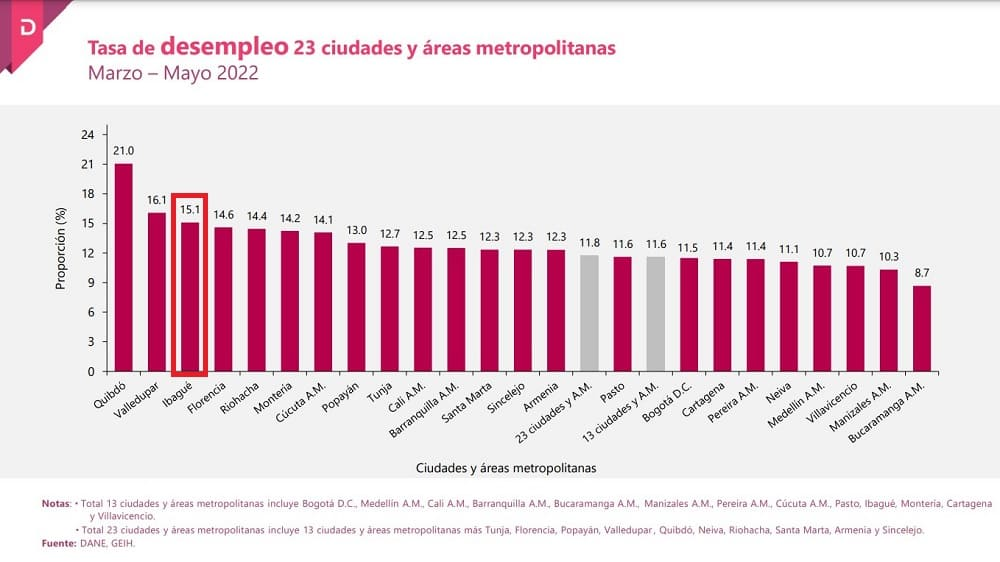 D
Tasa de desempleo 23 ciudades y áreas metropolitanas
Marzo – Mayo 2022
Proporción (%)
24
21
18
15
12
9
6
3
0
21.0
16.1
15.1
14.6
14.4
14.2
14.1
13.0
12.7
12.5
12.5
12.3
12.3
12.3
11.8
11.6
11.6
11.5
11.4
11.4
11.1
10.7
10.7
10.3
8.7
Quibdó
Valledupar
Ibagué
Florencia
Riohacha
Montería
Cúcuta A.M.
Popayán
Tunja
Cali A.M.
Barranquilla A.M.
Santa Marta
Sincelejo
Armenia
23 ciudades y A.M.
Pasto
13 ciudades y A.M.
Bogotá D.C.
Cartagena
Pereira A.M.
Neiva
Medellín A.M.
Villavicencio
Manizales A.M.
Bucaramanga A.M.
Ciudades y áreas metropolitanas
Notas: • Total 13 ciudades y áreas metropolitanas incluye Bogotá D.C., Medellín A.M., Cali A.M., Barranquilla A.M., Bucaramanga A.M., Manizales A.M., Pereira A.M., Cúcuta A.M., Pasto, Ibagué, Montería, Cartagena
y Villavicencio.
• Total 23 ciudades y áreas metropolitanas incluye 13 ciudades y áreas metropolitanas más Tunja, Florencia, Popayán, Valledupar, Quibdó, Neiva, Riohacha, Santa Marta, Armenia y Sincelejo.
Fuente: DANE, GEIH.